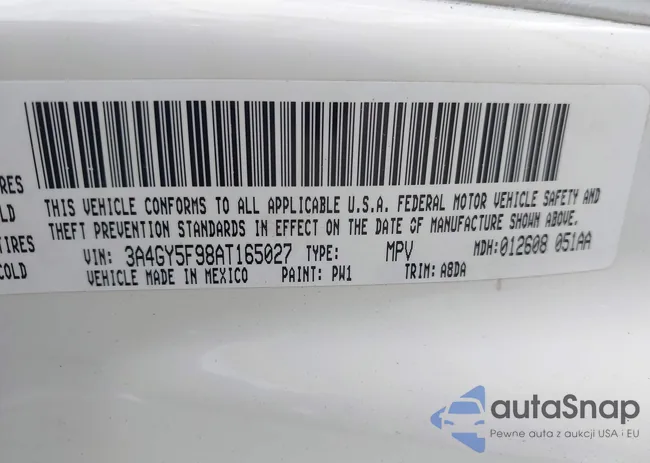 THIS VEHICLE CONFORMS TO ALL APPLICABLE U.S.A. FEDERAL MOTOR VEHICLE SAFETY AND
THEFT PREVENTION STANDARDS IN EFFECT ON THE DATE OF MANUFACTURE SHOWN ABOVE.
VIN: 3A4GY5F98AT165027 TYPE: MPV MDH:012608 051AA
VEHICLE MADE IN MEXICO PAINT: PW1 TRIM: A8DA
IRES
LD
TIRES
COLD
autaSnap
Pewne auta z aukcji USA i EU